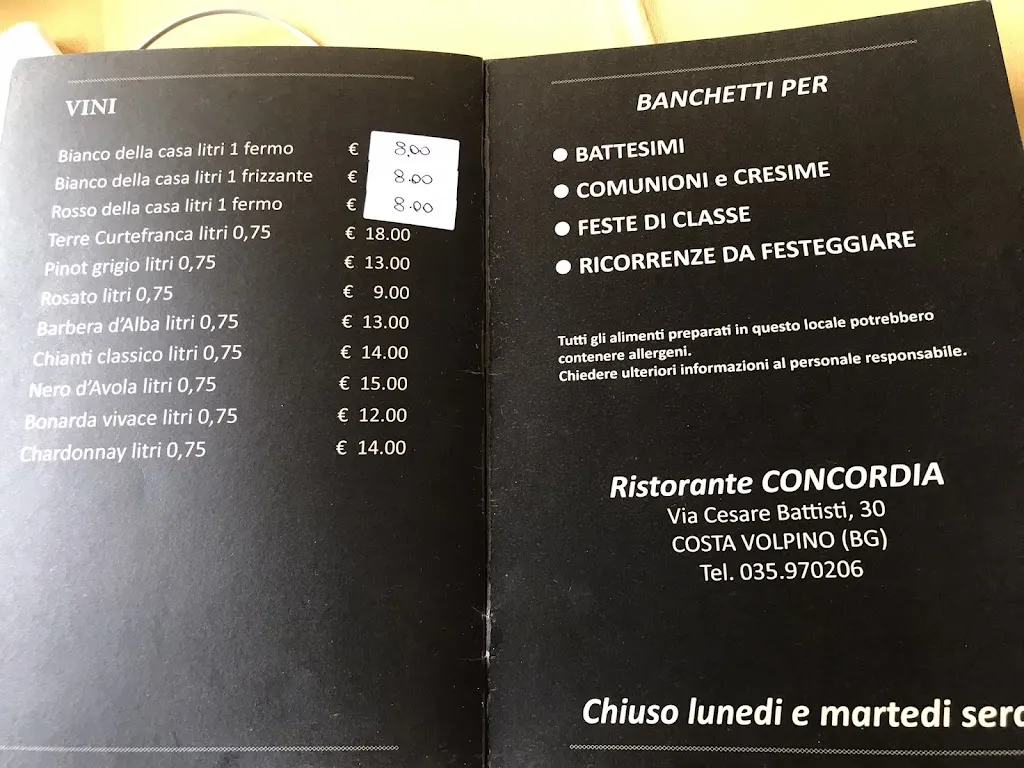 VINI
Bianco della casa litri 1 fermo € 8.00
Bianco della casa litri 1 frizzante € 8.00
Rosso della casa litri 1 fermo € 8.00
Terre Curtefranca litri 0,75 € 18.00
Pinot grigio litri 0,75 € 13.00
Rosato litri 0,75 € 9.00
Barbera d'Alba litri 0,75 € 13.00
Chianti classico litri 0,75 € 14.00
Nero d'Avola litri 0,75 € 15.00
Bonarda vivace litri 0,75 € 12.00
Chardonnay litri 0,75 € 14.00
BANCHETTI PER
● BATTESIMI
● COMUNIONI e CRESIME
● FESTE DI CLASSE
● RICORRENZE DA FESTEGGIARE
Tutti gli alimenti preparati in questo locale potrebbero
contenere allergeni.
Chiedere ulteriori informazioni al personale responsabile.
Ristorante CONCORDIA
Via Cesare Battisti, 30
COSTA VOLPINO (BG)
Tel. 035.970206
Chiuso lunedi e martedi sera